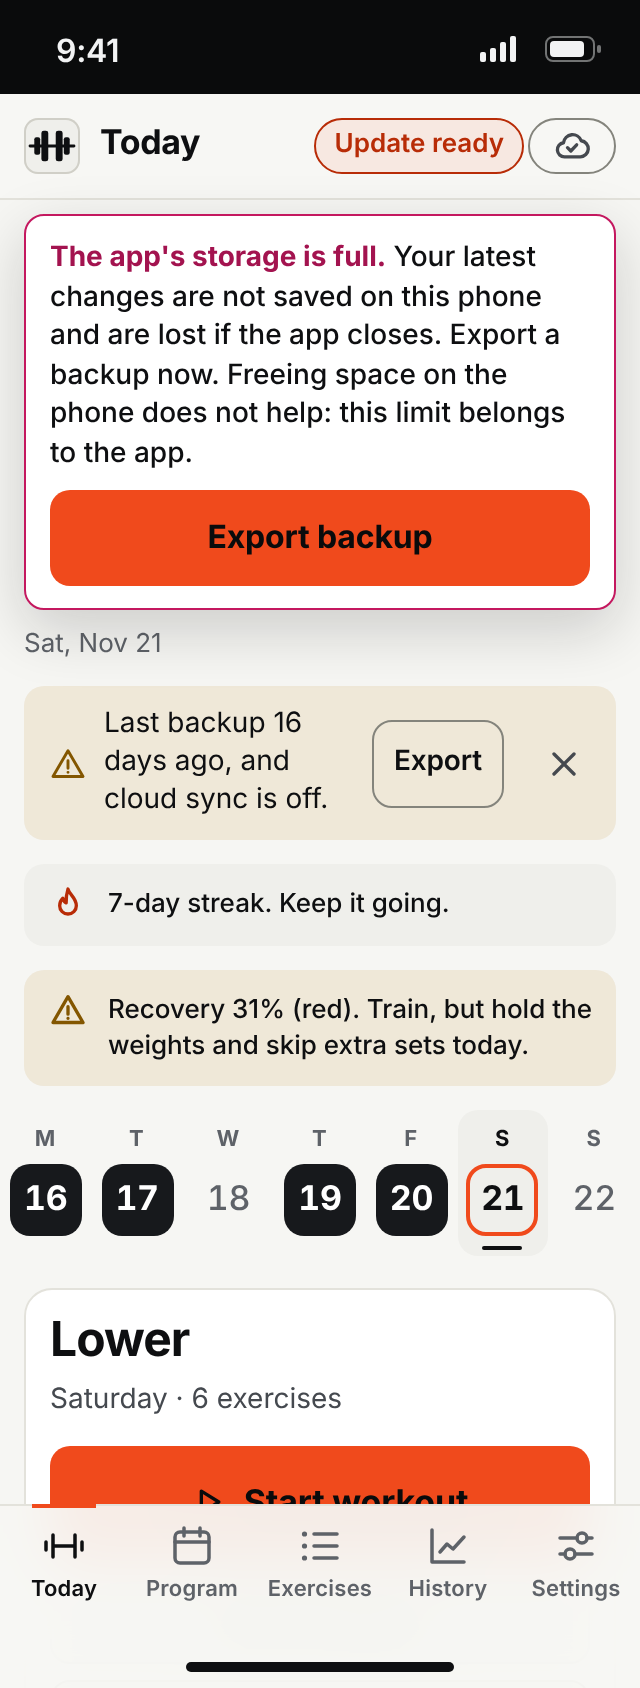 9:41
Today
Update ready
The app's storage is full. Your latest
changes are not saved on this phone
and are lost if the app closes. Export a
backup now. Freeing space on the
phone does not help: this limit belongs
to the app.
Export backup
Sat, Nov 21
Last backup 16
days ago, and
cloud sync is off.
Export
7-day streak. Keep it going.
Recovery 31% (red). Train, but hold the
weights and skip extra sets today.
M T W T F S S
16 17 18 19 20 21 22
Lower
Saturday · 6 exercises
Start workout
Today Program Exercises History Settings